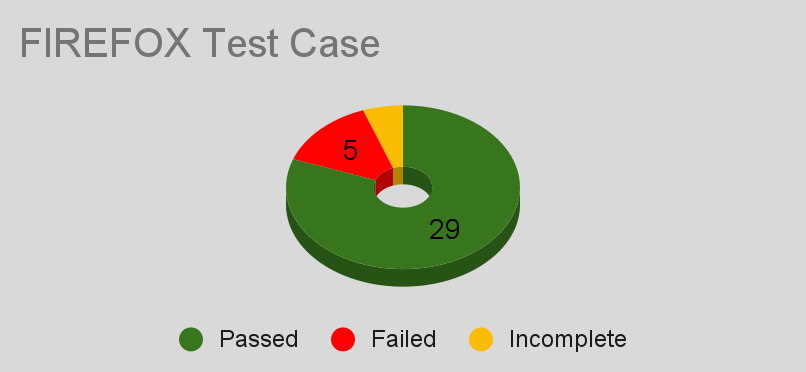 FIREFOX Test Case
5
29
Passed Failed Incomplete